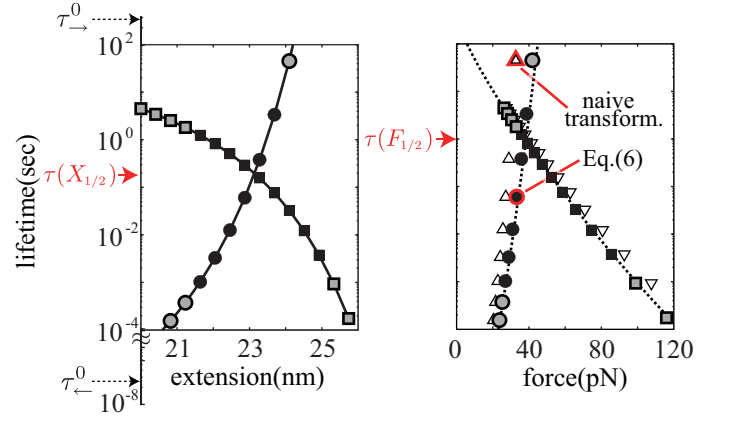 τ⁰→
10²
10⁰
10⁻²
10⁻⁴
10⁻⁸
τ⁰←
lifetime(sec)
τ(X₁/₂)
21 23 25
extension(nm)
τ(F₁/₂)
naive
transform.
Eq.(6)
0 40 80 120
force(pN)